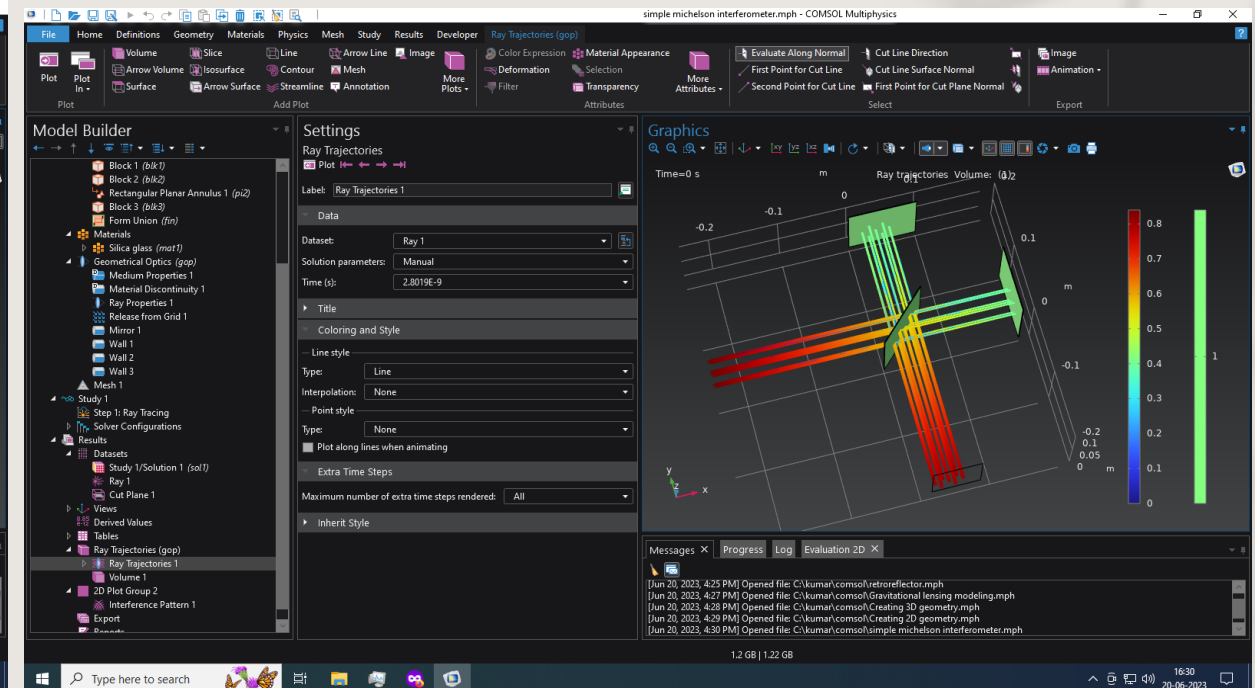 simple michelson interferometer.mph - COMSOL Multiphysics
File Home Definitions Geometry Materials Physics Mesh Study Results Developer Ray Trajectories (gop)
Plot
Plot In
Plot
Volume Slice Line Arrow Line Image
Arrow Volume Isosurface Contour Mesh
Surface Arrow Surface Streamline Annotation
More Plots
Add Plot
Color Expression Material Appearance
Deformation Selection
Filter Transparency
More Attributes
Attributes
Evaluate Along Normal Cut Line Direction
First Point for Cut Line Cut Line Surface Normal
Second Point for Cut Line First Point for Cut Plane Normal
Select
Image
Animation
Export
Model Builder
Block 1 (blk1)
Block 2 (blk2)
Rectangular Planar Annulus 1 (pi2)
Block 3 (blk3)
Form Union (fin)
Materials
Silica glass (mat1)
Geometrical Optics (gop)
Medium Properties 1
Material Discontinuity 1
Ray Properties 1
Release from Grid 1
Mirror 1
Wall 1
Wall 2
Wall 3
Mesh 1
Study 1
Step 1: Ray Tracing
Solver Configurations
Results
Datasets
Study 1/Solution 1 (sol1)
Ray 1
Cut Plane 1
Views
Derived Values
Tables
Ray Trajectories (gop)
Ray Trajectories 1
Volume 1
2D Plot Group 2
Interference Pattern 1
Export
Reports
Settings
Ray Trajectories
Plot
Label: Ray Trajectories 1
Data
Dataset: Ray 1
Solution parameters: Manual
Time (s): 2.8019E-9
Title
Coloring and Style
Line style
Type: Line
Interpolation: None
Point style
Type: None
Plot along lines when animating
Extra Time Steps
Maximum number of extra time steps rendered: All
Inherit Style
Graphics
Time=0 s m Ray trajectories Volume: (1)
0.1 0.2
0
-0.1
-0.2
0.1
m
0
-0.1
-0.2
0.1
0.05
0 m
y
z x
0.8
0.7
0.6
0.5
0.4
0.3
0.2
0.1
0
1
Messages Progress Log Evaluation 2D
[Jun 20, 2023, 4:25 PM] Opened file: C:\kumar\comsol\retroreflector.mph
[Jun 20, 2023, 4:27 PM] Opened file: C:\kumar\comsol\Gravitational lensing modeling.mph
[Jun 20, 2023, 4:28 PM] Opened file: C:\kumar\comsol\Creating 3D geometry.mph
[Jun 20, 2023, 4:29 PM] Opened file: C:\kumar\comsol\Creating 2D geometry.mph
[Jun 20, 2023, 4:30 PM] Opened file: C:\kumar\comsol\simple michelson interferometer.mph
1.2 GB | 1.22 GB
Type here to search
16:30
20-06-2023